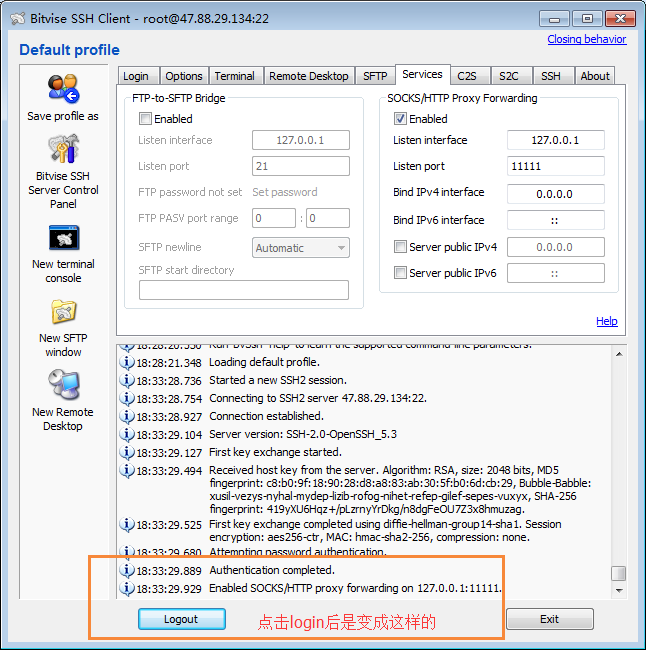 Bitvise SSH Client - root@47.88.29.134:22
Default profile
Closing behavior
Save profile as
Bitvise SSH
Server Control
Panel
New terminal
console
New SFTP
window
New Remote
Desktop
Login Options Terminal Remote Desktop SFTP Services C2S S2C SSH About
FTP-to-SFTP Bridge
Enabled
Listen interface 127.0.0.1
Listen port 21
FTP password not set Set password
FTP PASV port range 0 : 0
SFTP newline Automatic
SFTP start directory
SOCKS/HTTP Proxy Forwarding
Enabled
Listen interface 127.0.0.1
Listen port 11111
Bind IPv4 interface 0.0.0.0
Bind IPv6 interface ::
Server public IPv4 0.0.0.0
Server public IPv6 ::
Help
18:28:21.348 Loading default profile.
18:33:28.736 Started a new SSH2 session.
18:33:28.754 Connecting to SSH2 server 47.88.29.134:22.
18:33:28.927 Connection established.
18:33:29.104 Server version: SSH-2.0-OpenSSH_5.3
18:33:29.127 First key exchange started.
18:33:29.494 Received host key from the server. Algorithm: RSA, size: 2048 bits, MD5
fingerprint: c8:b0:9f:18:90:28:d8:a8:83:ab:30:5f:b0:6d:cb:29, Bubble-Babble:
xusil-vezys-nyhal-mydep-lizib-rofog-nihet-refep-gilef-sepes-vuxyx, SHA-256
fingerprint: 419yXU6Hqz+/pLzrnyYrDkg/n8dgFeOU7Z3x8hmuzag.
18:33:29.525 First key exchange completed using diffie-hellman-group14-sha1. Session
encryption: aes256-ctr, MAC: hmac-sha2-256, compression: none.
18:33:29.680 Attempting password authentication.
18:33:29.889 Authentication completed.
18:33:29.929 Enabled SOCKS/HTTP proxy forwarding on 127.0.0.1:11111.
Logout
点击login后是变成这样的
Exit